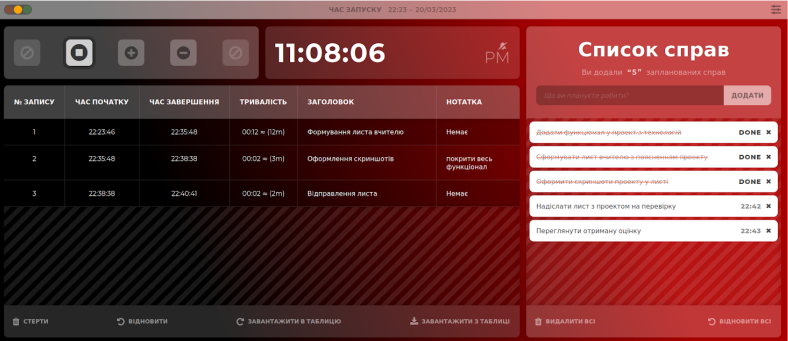 ЧАС ЗАПУСКУ 22:23 – 20/03/2023
11:08:06 PM
№ ЗАПИСУ ЧАС ПОЧАТКУ ЧАС ЗАВЕРШЕННЯ ТРИВАЛІСТЬ ЗАГОЛОВОК НОТАТКА
1 22:23:46 22:35:48 00:12 ≈ (12m) Формування листа вчителю Немає
2 22:35:48 22:38:38 00:02 ≈ (3m) Оформлення скриншотів покрити весь
функціонал
3 22:38:38 22:40:41 00:02 ≈ (2m) Відправлення листа Немає
СТЕРТИ ВІДНОВИТИ ЗАВАНТАЖИТИ В ТАБЛИЦЮ ЗАВАНТАЖИТИ З ТАБЛИЦІ
Список справ
Ви додали “5” запланованих справ
Що ви плануєте робити? ДОДАТИ
Додати функціонал у проект з технологій DONE ✖
Сформувати лист вчителю з поясненням проекту DONE ✖
Оформити скриншоти проекту у листі DONE ✖
Надіслати лист з проектом на перевірку 22:42 ✖
Переглянути отриману оцінку 22:43 ✖
ВИДАЛИТИ ВСІ ВІДНОВИТИ ВСІ